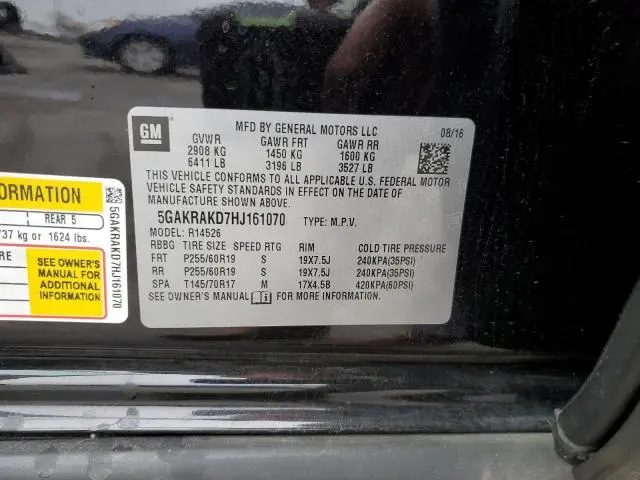 GM
MFD BY GENERAL MOTORS LLC 08/16
GVWR GAWR FRT GAWR RR
2908 KG 1450 KG 1600 KG
6411 LB 3196 LB 3527 LB
THIS VEHICLE CONFORMS TO ALL APPLICABLE U.S. FEDERAL MOTOR
VEHICLE SAFETY STANDARDS IN EFFECT ON THE DATE OF
MANUFACTURE SHOWN ABOVE.
5GAKRAKD7HJ161070 TYPE: M.P.V.
MODEL: R14526
RBBG TIRE SIZE SPEED RTG RIM COLD TIRE PRESSURE
FRT P255/60R19 S 19X7.5J 240KPA(35PSI)
RR P255/60R19 S 19X7.5J 240KPA(35PSI)
SPA T145/70R17 M 17X4.5B 420KPA(60PSI)
SEE OWNER'S MANUAL FOR MORE INFORMATION.
ORMATION
REAR 5
737 kg or 1624 lbs.
RE
SEE OWNER'S
MANUAL FOR
ADDITIONAL
INFORMATION
5GAKRAKD7HJ161070